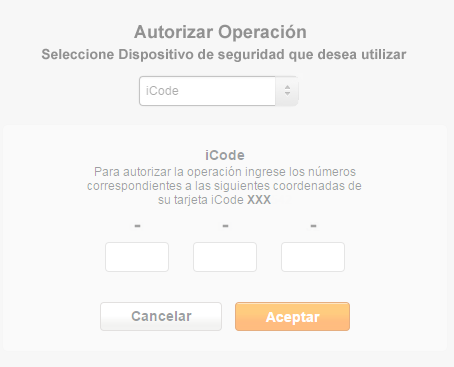 Autorizar Operación
Seleccione Dispositivo de seguridad que desea utilizar
iCode
iCode
Para autorizar la operación ingrese los números
correspondientes a las siguientes coordenadas de
su tarjeta iCode XXX
- - -
Cancelar Aceptar